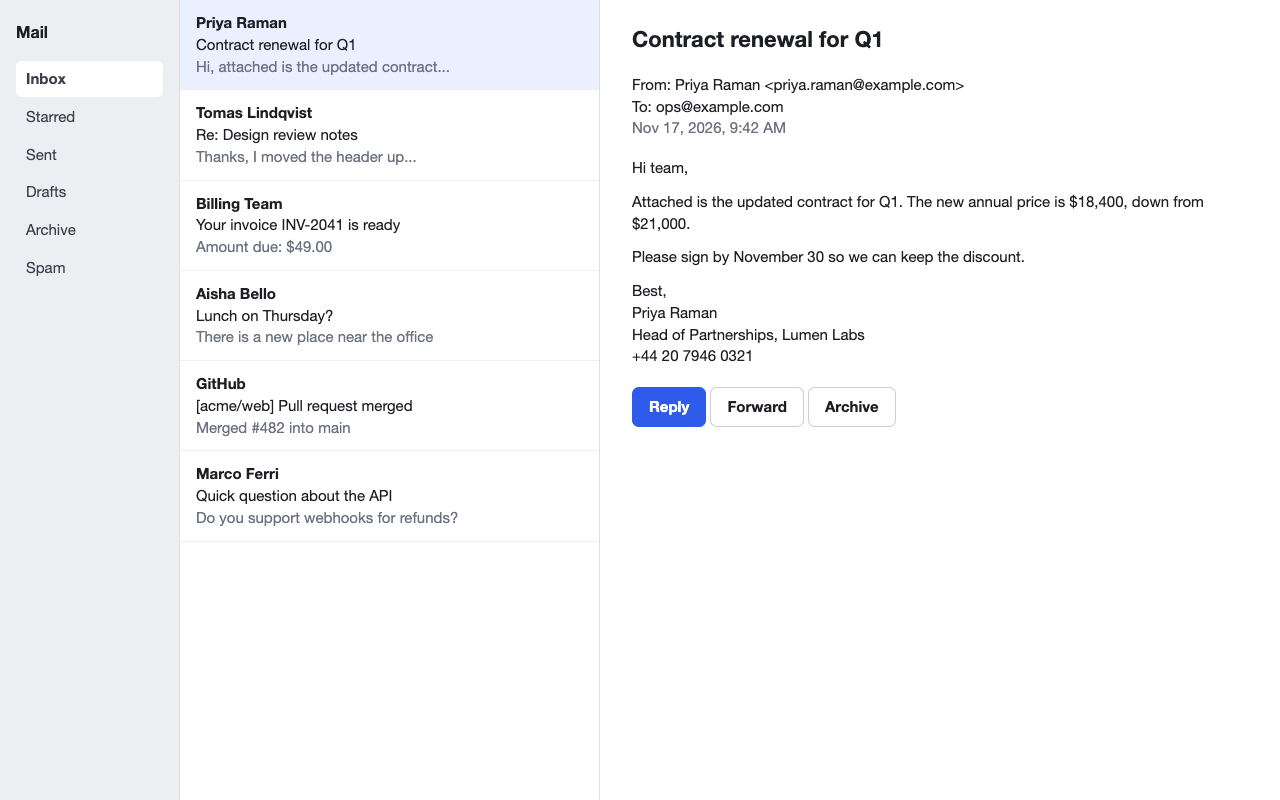 Mail
Inbox
Starred
Sent
Drafts
Archive
Spam
Priya Raman
Contract renewal for Q1
Hi, attached is the updated contract...
Tomas Lindqvist
Re: Design review notes
Thanks, I moved the header up...
Billing Team
Your invoice INV-2041 is ready
Amount due: $49.00
Aisha Bello
Lunch on Thursday?
There is a new place near the office
GitHub
[acme/web] Pull request merged
Merged #482 into main
Marco Ferri
Quick question about the API
Do you support webhooks for refunds?
Contract renewal for Q1
From: Priya Raman <priya.raman@example.com>
To: ops@example.com
Nov 17, 2026, 9:42 AM
Hi team,
Attached is the updated contract for Q1. The new annual price is $18,400, down from
$21,000.
Please sign by November 30 so we can keep the discount.
Best,
Priya Raman
Head of Partnerships, Lumen Labs
+44 20 7946 0321
Reply
Forward
Archive